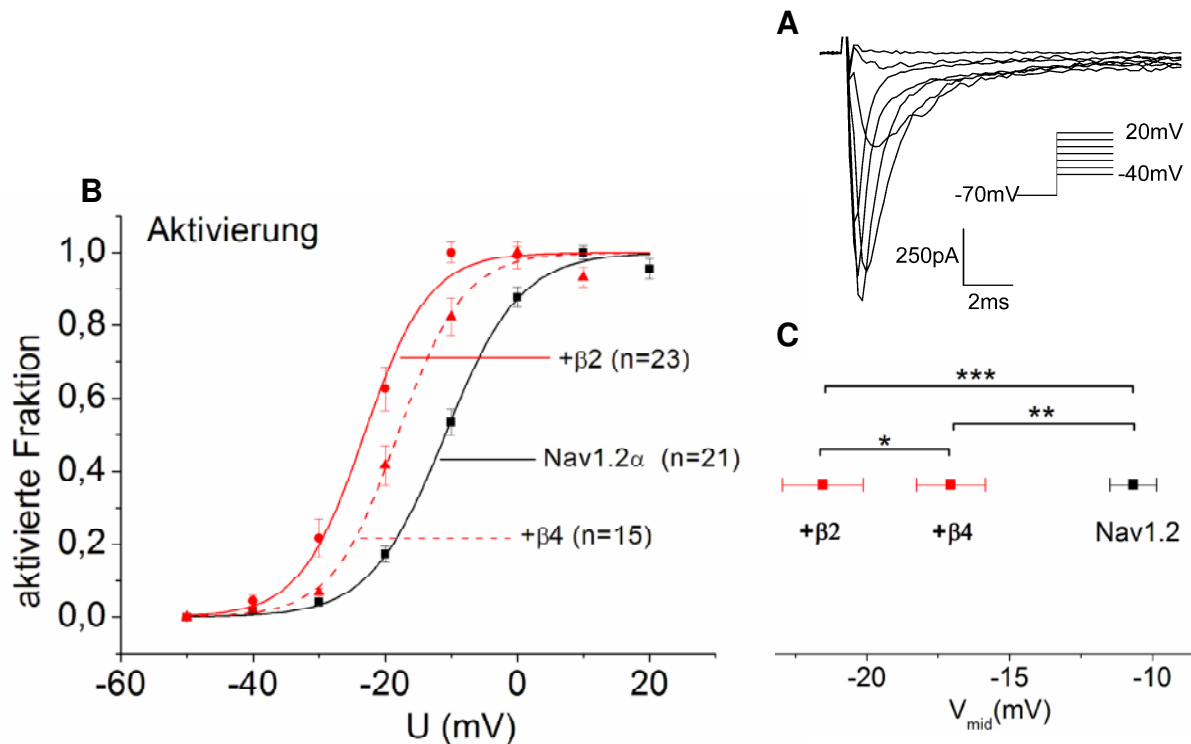 A
20mV
-40mV
-70mV
250pA
2ms
B
Aktivierung
1,0
0,8
0,6
0,4
0,2
0,0
aktivierte Fraktion
+β2 (n=23)
Nav1.2α (n=21)
+β4 (n=15)
-60 -40 -20 0 20
U (mV)
C
***
**
*
+β2 +β4 Nav1.2
-20 -15 -10
Vmid(mV)